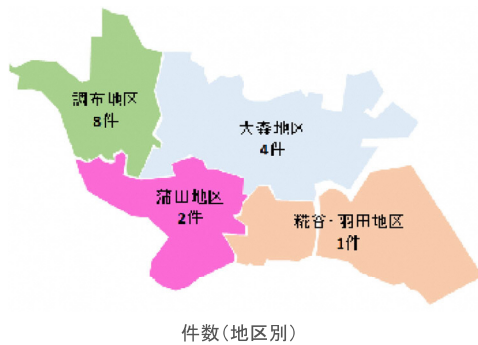 調布地区
8件
大森地区
4件
蒲田地区
2件
糀谷・羽田地区
1件
件数（地区別）